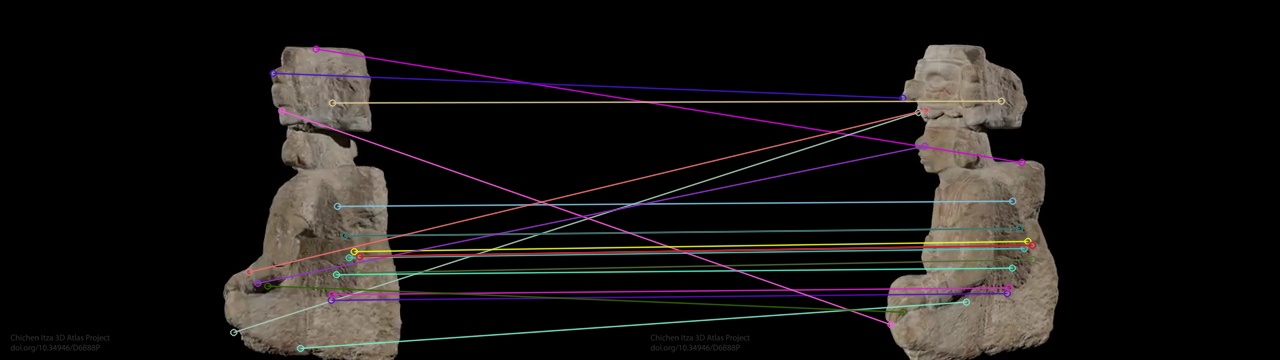 Chichen Itza 3D Atlas Project
doi.org/10.34946/D6B88P
Chichen Itza 3D Atlas Project
doi.org/10.34946/D6B88P